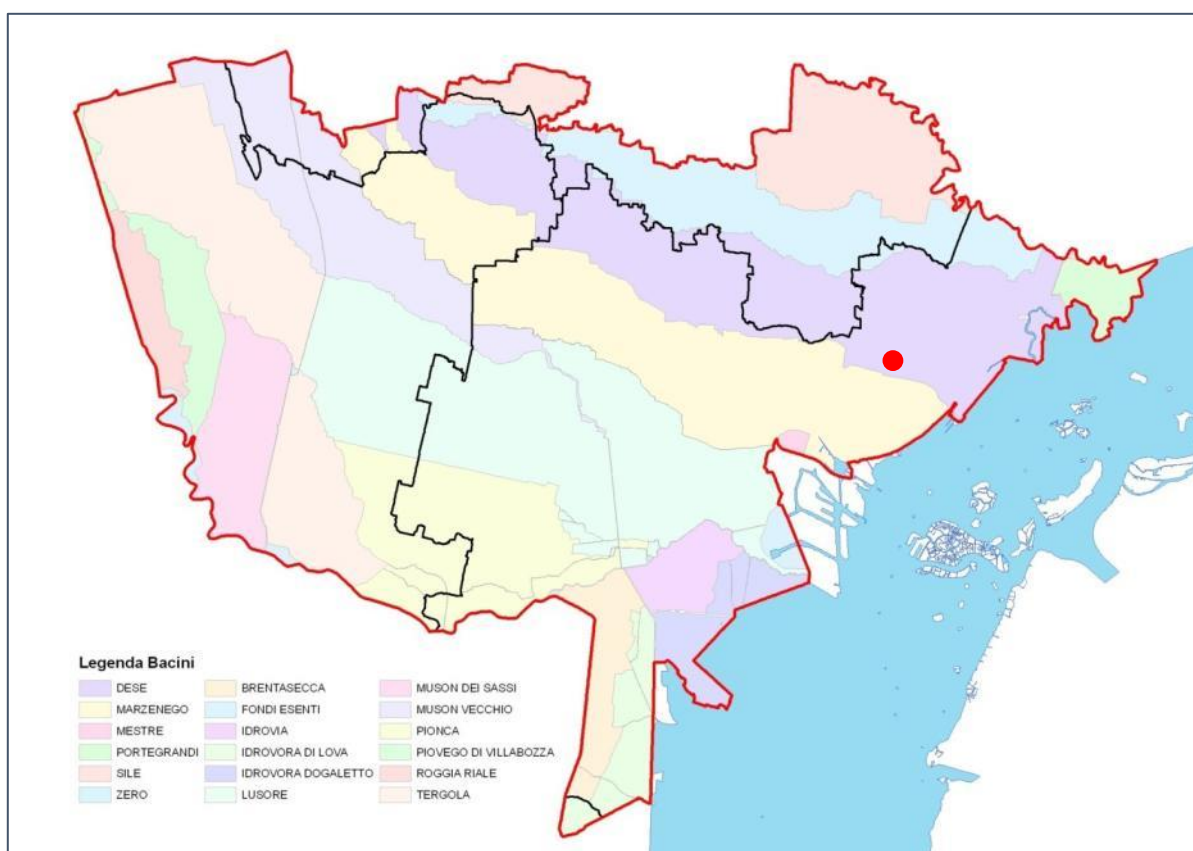 Legenda Bacini
DESE
MARZENEGO
MESTRE
PORTEGRANDI
SILE
ZERO
BRENTASECCA
FONDI ESENTI
IDROVIA
IDROVORA DI LOVA
IDROVORA DOGALETTO
LUSORE
MUSON DEI SASSI
MUSON VECCHIO
PIONCA
PIOVEGO DI VILLABOZZA
ROGGIA RIALE
TERGOLA